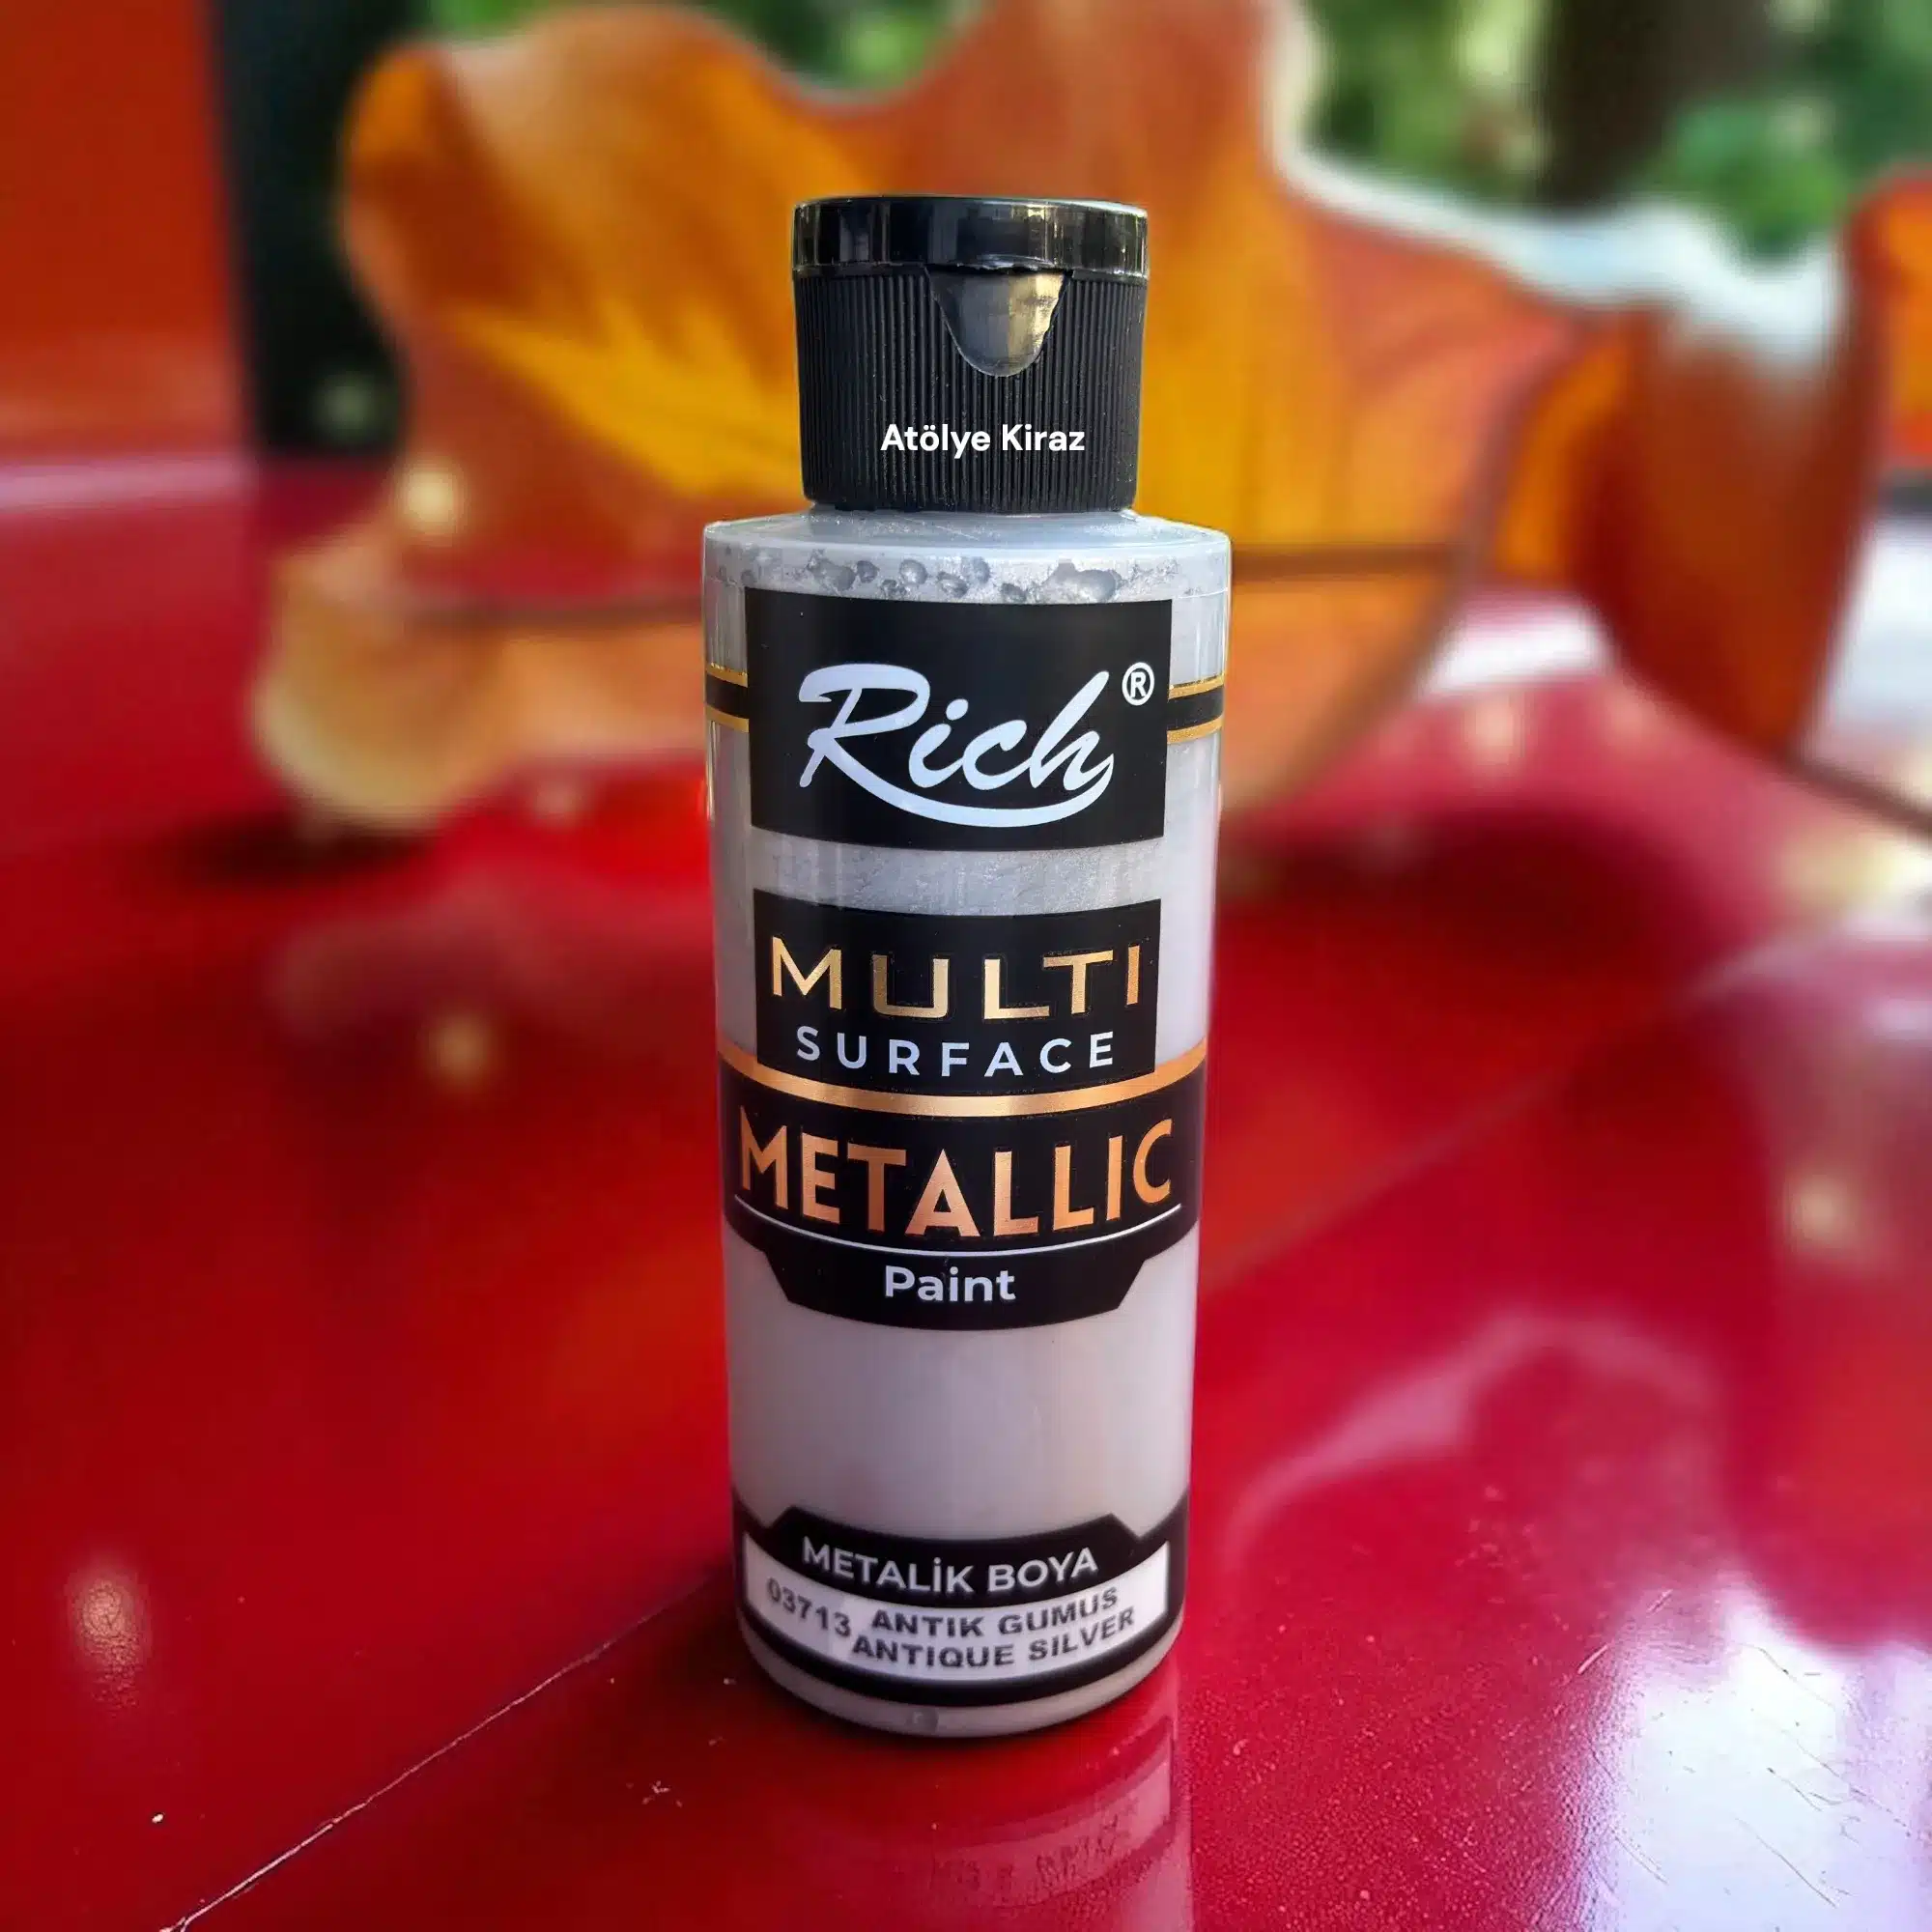 Atölye Kiraz
Rich®
MULTI
SURFACE
METALLIC
Paint
METALİK BOYA
03713 ANTIK GUMUS
ANTIQUE SILVER